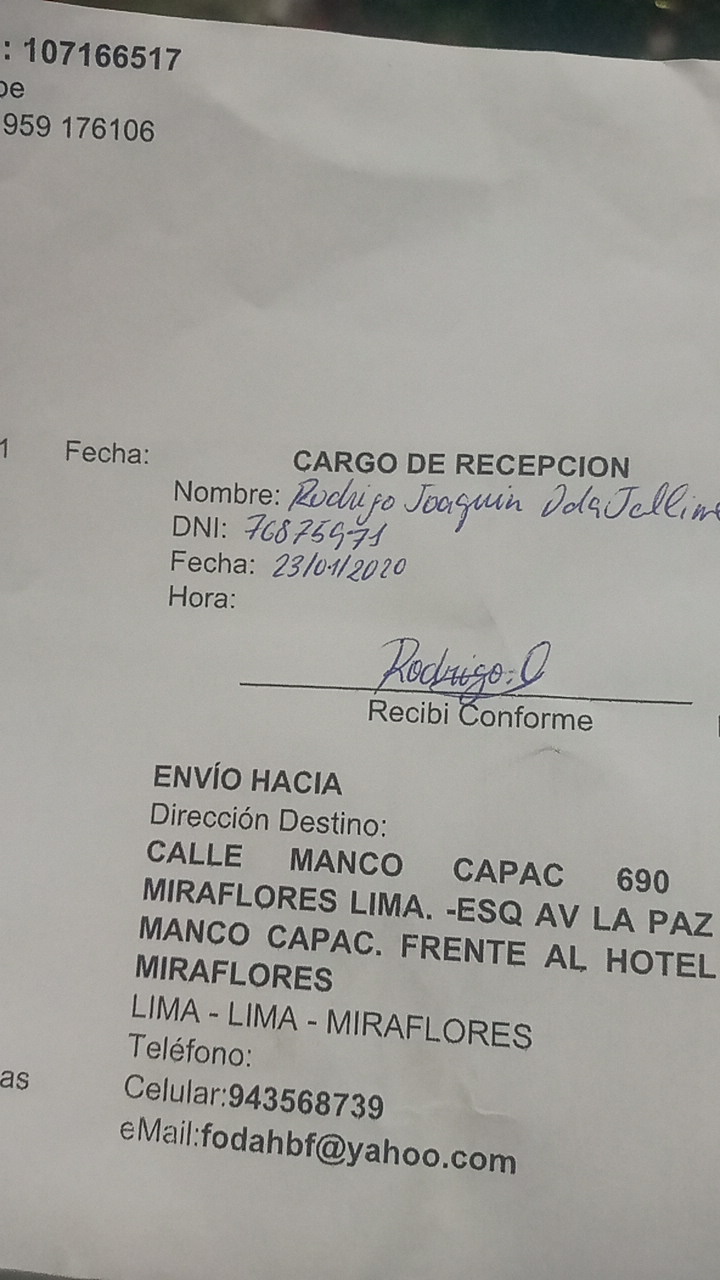 : 107166517
pe
959 176106
1 Fecha: CARGO DE RECEPCION
Nombre: Rodrigo Joaquin
DNI: 76875971
Fecha: 23/01/2020
Hora:
Rodrigo.O
Recibi Conforme
ENVÍO HACIA
Dirección Destino:
CALLE MANCO CAPAC 690
MIRAFLORES LIMA. -ESQ AV LA PAZ
MANCO CAPAC. FRENTE AL HOTEL
MIRAFLORES
LIMA - LIMA - MIRAFLORES
Teléfono:
as Celular:943568739
eMail:fodahbf@yahoo.com